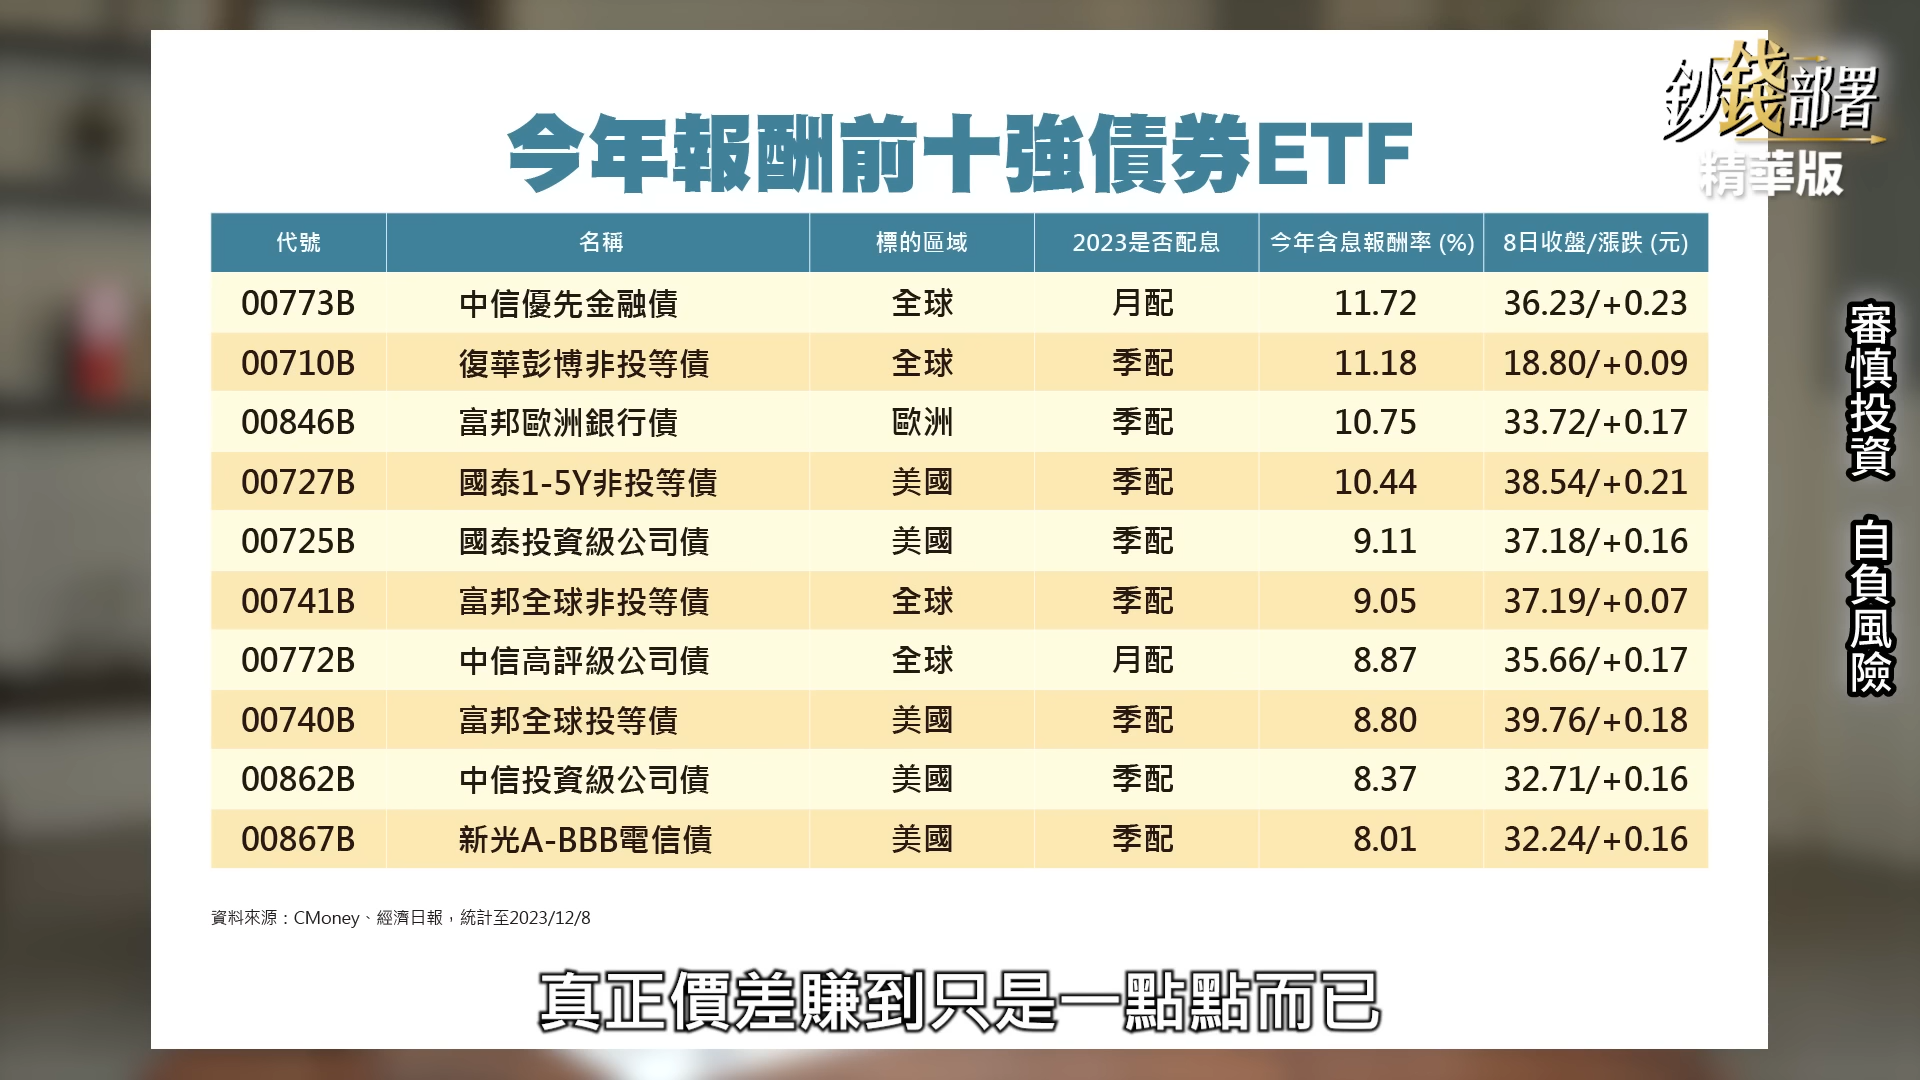 今年報酬前十強債券ETF
鈔錢部署
精華版
代號 名稱 標的區域 2023是否配息 今年含息報酬率 (%) 8日收盤/漲跌 (元)
00773B 中信優先金融債 全球 月配 11.72 36.23/+0.23
00710B 復華彭博非投等債 全球 季配 11.18 18.80/+0.09
00846B 富邦歐洲銀行債 歐洲 季配 10.75 33.72/+0.17
00727B 國泰1-5Y非投等債 美國 季配 10.44 38.54/+0.21
00725B 國泰投資級公司債 美國 季配 9.11 37.18/+0.16
00741B 富邦全球非投等債 全球 季配 9.05 37.19/+0.07
00772B 中信高評級公司債 全球 月配 8.87 35.66/+0.17
00740B 富邦全球投等債 美國 季配 8.80 39.76/+0.18
00862B 中信投資級公司債 美國 季配 8.37 32.71/+0.16
00867B 新光A-BBB電信債 美國 季配 8.01 32.24/+0.16
審慎投資 自負風險
資料來源：CMoney、經濟日報，統計至2023/12/8
真正價差賺到只是一點點而已